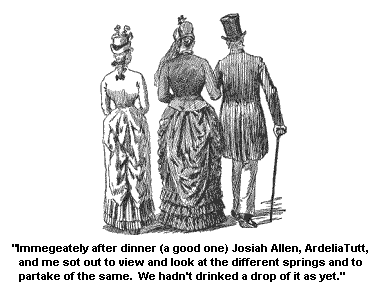 "Immegeately after dinner (a good one) Josiah Allen, ArdeliaTutt,
and me sot out to view and look at the different springs and to
partake of the same.  We hadn't drinked a drop of it as yet."